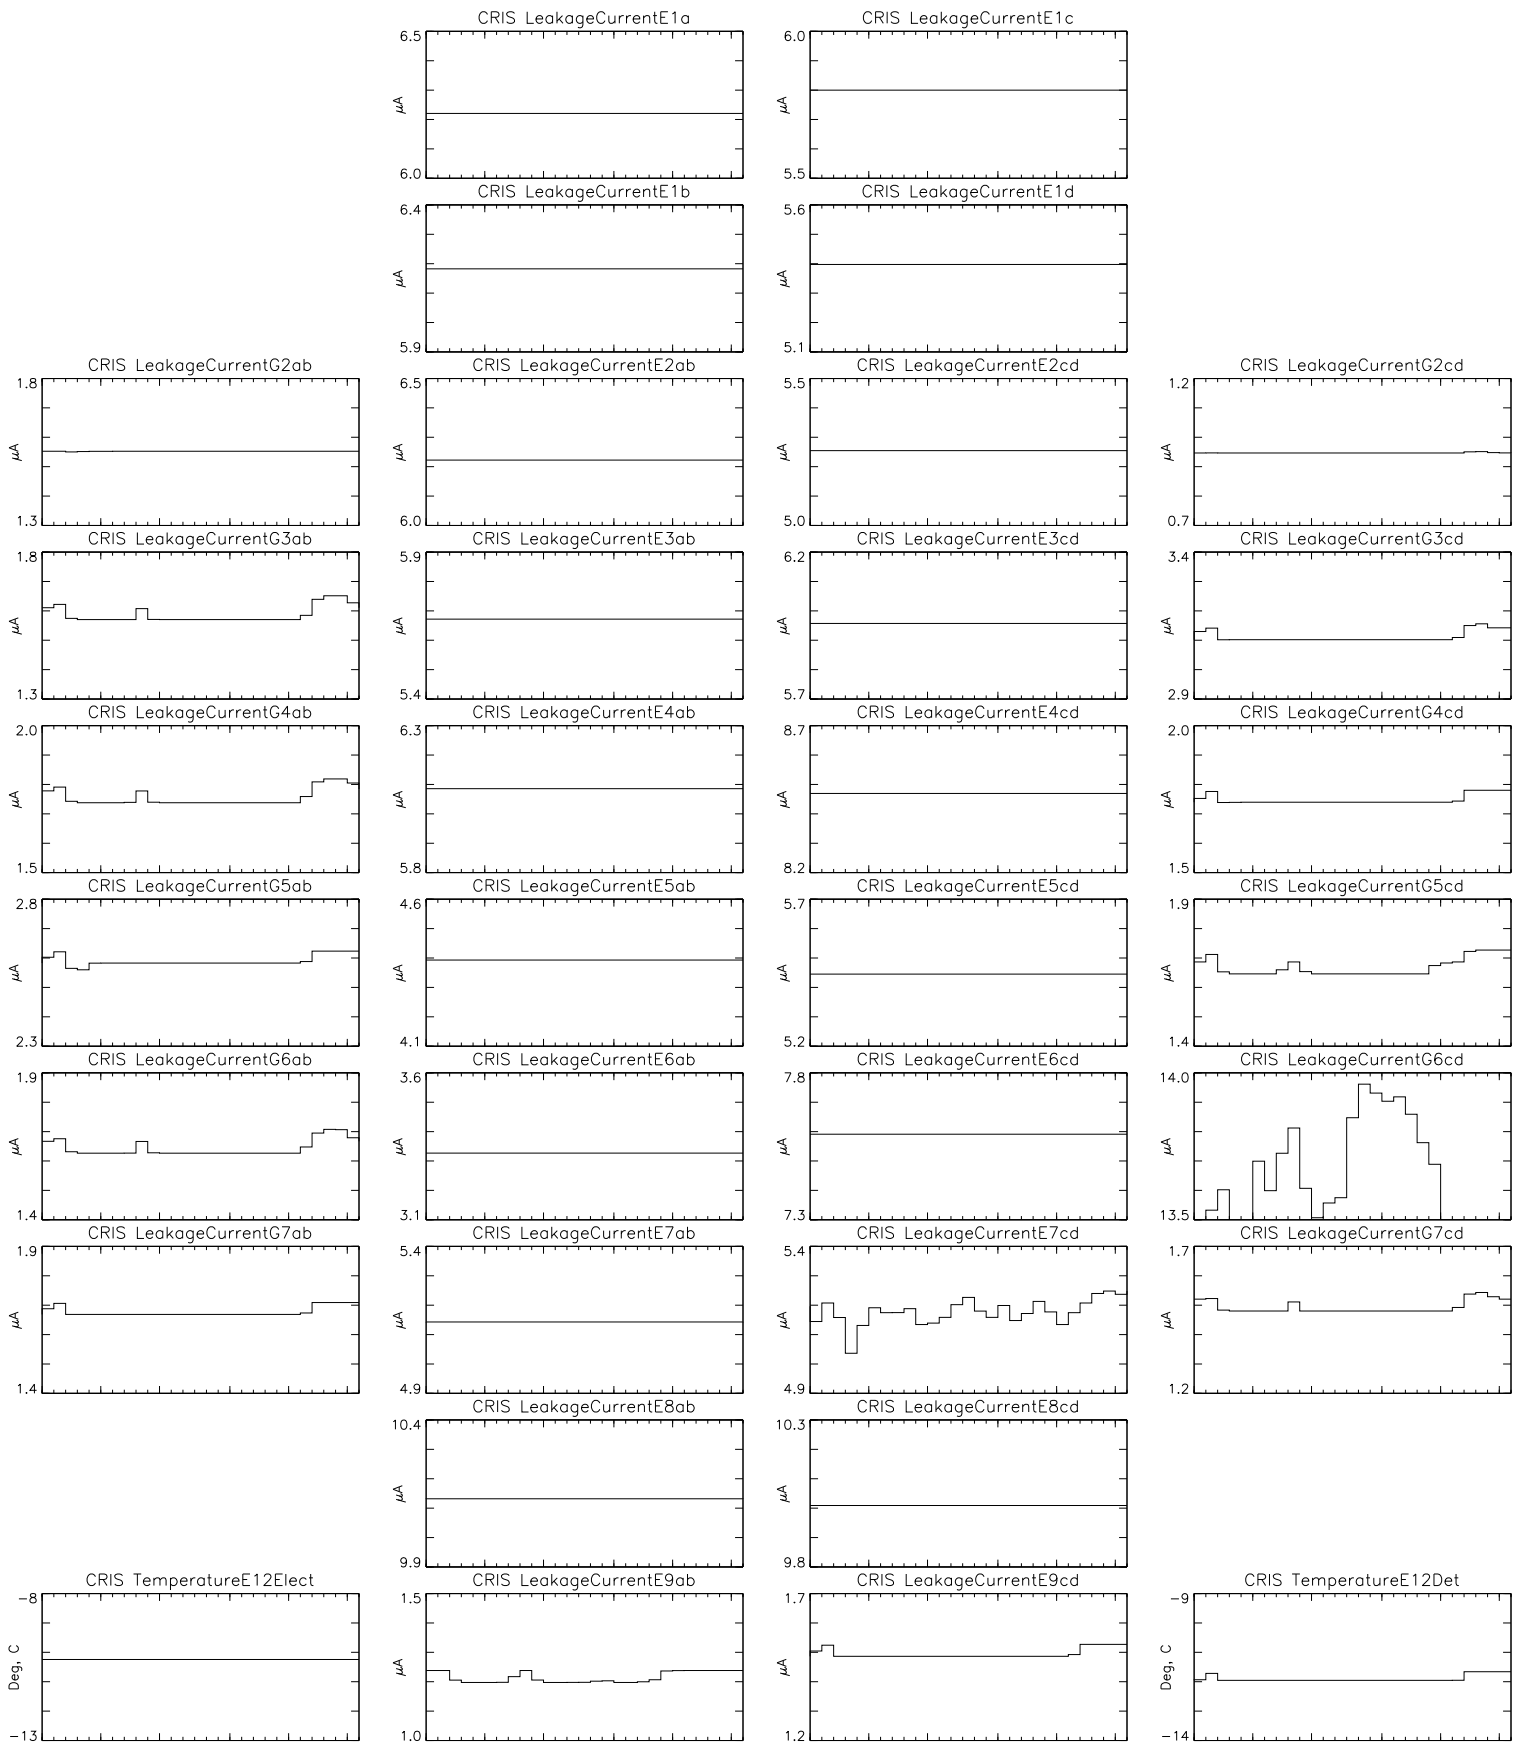 CRIS LeakageCurrentE1a
6.5
μA
6.0
CRIS LeakageCurrentE1c
6.0
μA
5.5
CRIS LeakageCurrentE1b
6.4
μA
5.9
CRIS LeakageCurrentE1d
5.6
μA
5.1
CRIS LeakageCurrentG2ab
1.8
μA
1.3
CRIS LeakageCurrentE2ab
6.5
μA
6.0
CRIS LeakageCurrentE2cd
5.5
μA
5.0
CRIS LeakageCurrentG2cd
1.2
μA
0.7
CRIS LeakageCurrentG3ab
1.8
μA
1.3
CRIS LeakageCurrentE3ab
5.9
μA
5.4
CRIS LeakageCurrentE3cd
6.2
μA
5.7
CRIS LeakageCurrentG3cd
3.4
μA
2.9
CRIS LeakageCurrentG4ab
2.0
μA
1.5
CRIS LeakageCurrentE4ab
6.3
μA
5.8
CRIS LeakageCurrentE4cd
8.7
μA
8.2
CRIS LeakageCurrentG4cd
2.0
μA
1.5
CRIS LeakageCurrentG5ab
2.8
μA
2.3
CRIS LeakageCurrentE5ab
4.6
μA
4.1
CRIS LeakageCurrentE5cd
5.7
μA
5.2
CRIS LeakageCurrentG5cd
1.9
μA
1.4
CRIS LeakageCurrentG6ab
1.9
μA
1.4
CRIS LeakageCurrentE6ab
3.6
μA
3.1
CRIS LeakageCurrentE6cd
7.8
μA
7.3
CRIS LeakageCurrentG6cd
14.0
μA
13.5
CRIS LeakageCurrentG7ab
1.9
μA
1.4
CRIS LeakageCurrentE7ab
5.4
μA
4.9
CRIS LeakageCurrentE7cd
5.4
μA
4.9
CRIS LeakageCurrentG7cd
1.7
μA
1.2
CRIS LeakageCurrentE8ab
10.4
μA
9.9
CRIS LeakageCurrentE8cd
10.3
μA
9.8
CRIS TemperatureE12Elect
-8
Deg, C
-13
CRIS LeakageCurrentE9ab
1.5
μA
1.0
CRIS LeakageCurrentE9cd
1.7
μA
1.2
CRIS TemperatureE12Det
-9
Deg, C
-14